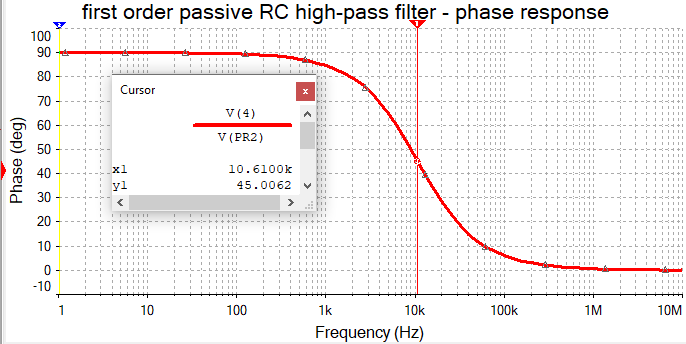 first order passive RC high-pass filter - phase response
100
90
80
70
60
50
40
30
20
10
0
-10
Phase (deg)
Cursor
x
V(4)
V(PR2)
x1 10.6100k
y1 45.0062
1 10 100 1k 10k 100k 1M 10M
Frequency (Hz)